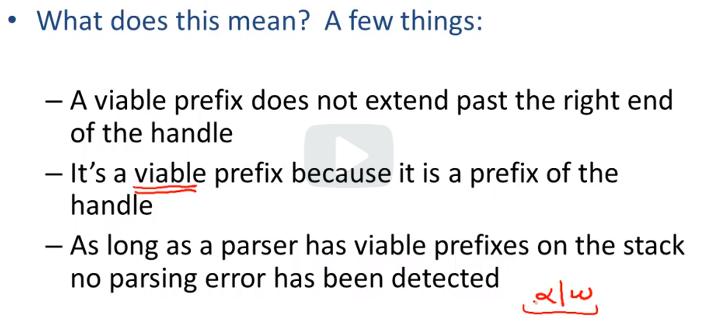 • What does this mean? A few things:
– A viable prefix does not extend past the right end
of the handle
– It's a viable prefix because it is a prefix of the
handle
– As long as a parser has viable prefixes on the stack
no parsing error has been detected
α|ω